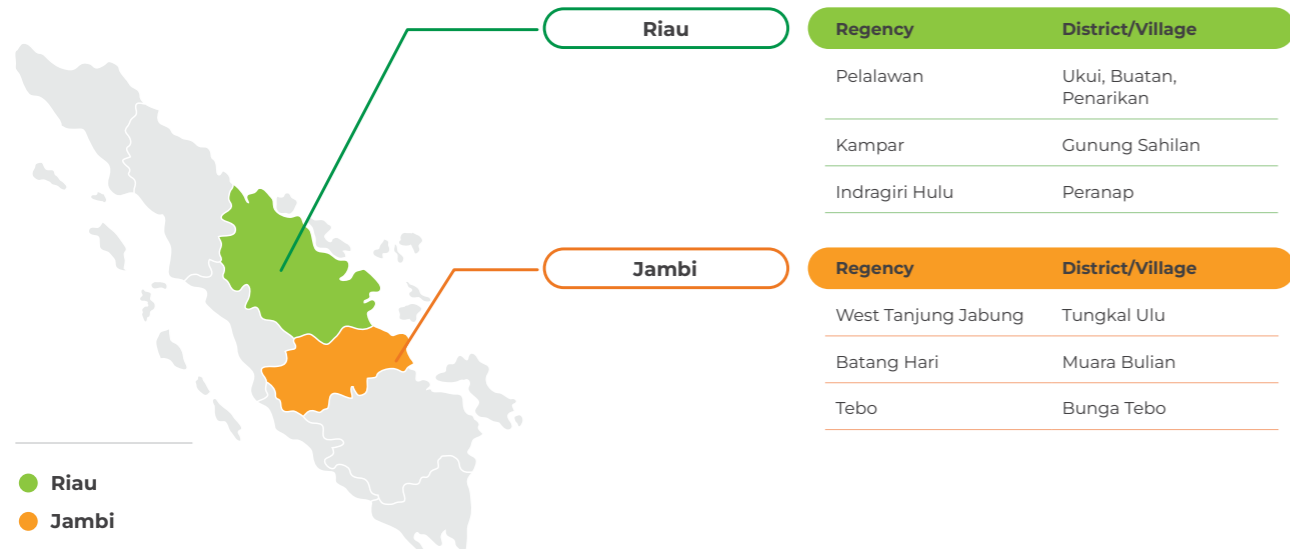 Riau
Regency District/Village
Pelalawan Ukui, Buatan,
Penarikan
Kampar Gunung Sahilan
Indragiri Hulu Peranap
Jambi
Regency District/Village
West Tanjung Jabung Tungkal Ulu
Batang Hari Muara Bulian
Tebo Bunga Tebo
Riau
Jambi